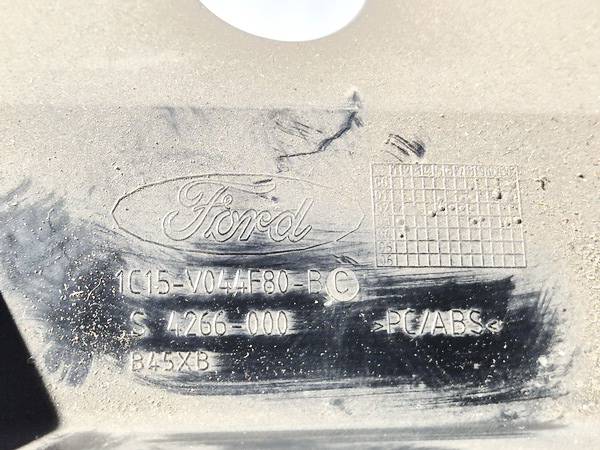 Ford
1C15-V044F80-B C
S 4266-000 >PC/ABS<
B45XB